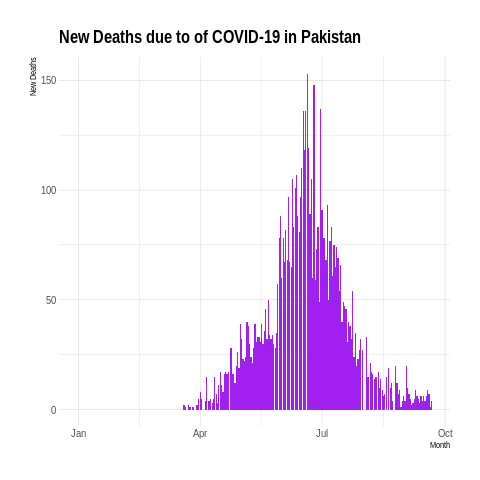 New Deaths due to of COVID-19 in Pakistan
New Deaths
150
100
50
0
Jan Apr Jul Oct
Month